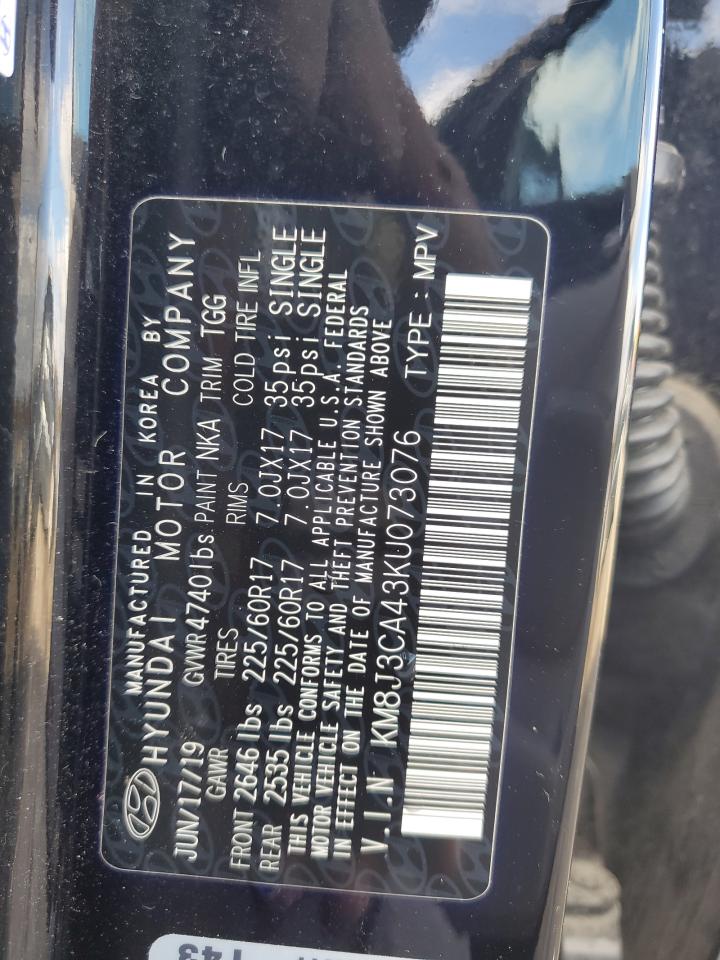 MANUFACTURED IN KOREA BY
HYUNDAI MOTOR COMPANY
JUN/17/19 GVWR 4740lbs PAINT NKA TRIM TGG
GAWR TIRES RIMS COLD TIRE INFL
FRONT 2646 lbs 225/60R17 7.0JX17 35psi SINGLE
REAR 2535 lbs 225/60R17 7.0JX17 35psi SINGLE
THIS VEHICLE CONFORMS TO ALL APPLICABLE U.S.A. FEDERAL
MOTOR VEHICLE SAFETY AND THEFT PREVENTION STANDARDS
IN EFFECT ON THE DATE OF MANUFACTURE SHOWN ABOVE
V.I.N KM8J3CA43KU073076 TYPE : MPV